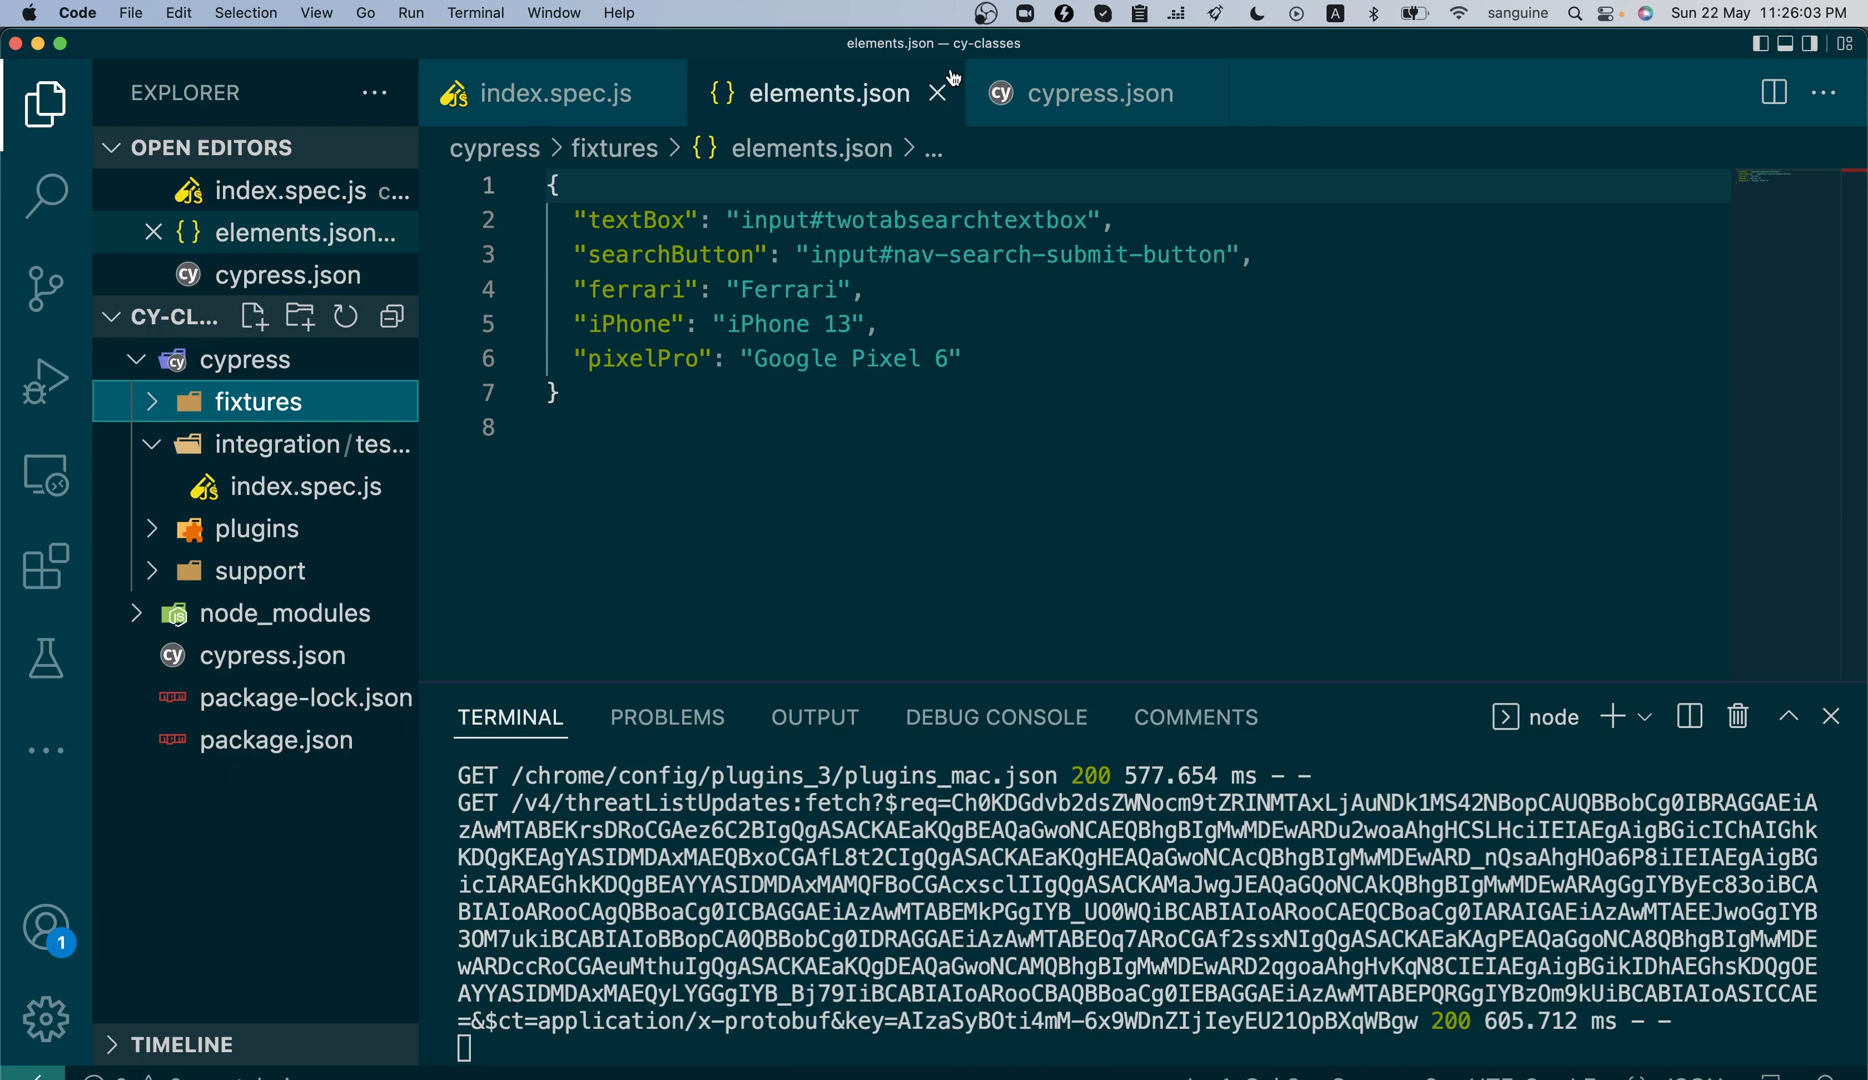 Code File Edit Selection View Go Run Terminal Window Help A sanguine Sun 22 May 11:26:03 PM
elements.json — cy-classes
EXPLORER
index.spec.js
{} elements.json
cy cypress.json
OPEN EDITORS
index.spec.js c...
{} elements.json...
cy cypress.json
CY-CL...
cypress
fixtures
integration/tes...
index.spec.js
plugins
support
node_modules
cy cypress.json
package-lock.json
package.json
TIMELINE
1
cypress > fixtures > {} elements.json > ...
1 {
2 "textBox": "input#twotabsearchtextbox",
3 "searchButton": "input#nav-search-submit-button",
4 "ferrari": "Ferrari",
5 "iPhone": "iPhone 13",
6 "pixelPro": "Google Pixel 6"
7 }
8
TERMINAL PROBLEMS OUTPUT DEBUG CONSOLE COMMENTS node
GET /chrome/config/plugins_3/plugins_mac.json 200 577.654 ms - -
GET /v4/threatListUpdates:fetch?$req=Ch0KDGdvb2dsZWNocm9tZRINMTAxLjAuNDk1MS42NBopCAUQBBobCg0IBRAGGAEiA
zAwMTABEKrsDRoCGAez6C2BIgQgASACKAEaKQgBEAQaGwoNCAEQBhgBIgMwMDEwARDu2woaAhgHCSLHciIEIAEgAigBGicIChAIGhk
KDQgKEAgYASIDMDAxMAEQBxoCGAfL8t2CIgQgASACKAEaKQgHEAQaGwoNCAcQBhgBIgMwMDEwARD_nQsaAhgHOa6P8iIEIAEgAigBG
icIARAEGhkKDQgBEAYYASIDMDAxMAMQFBoCGAcxsclIIgQgASACKAMaJwgJEAQaGQoNCAkQBhgBIgMwMDEwARAgGgIYByEc83oiBCA
BIAIoARooCAgQBBoaCg0ICBAGGAEiAzAwMTABEMkPGgIYB_UO0WQiBCABIAIoARooCAEQCBoaCg0IARAIGAEiAzAwMTAEEJwoGgIYB
3OM7ukiBCABIAIoBBopCA0QBBobCg0IDRAGGAEiAzAwMTABEOq7ARoCGAf2ssxNIgQgASACKAEaKAgPEAQaGgoNCA8QBhgBIgMwMDE
wARDccRoCGAeuMthuIgQgASACKAEaKQgDEAQaGwoNCAMQBhgBIgMwMDEwARD2qgoaAhgHvKqN8CIEIAEgAigBGikIDhAEGhsKDQgOE
AYYASIDMDAxMAEQyLYGGgIYB_Bj79IiBCABIAIoARooCBAQBBoaCg0IEBAGGAEiAzAwMTABEPQRGgIYBzOm9kUiBCABIAIoASICCAE
=&$ct=application/x-protobuf&key=AIzaSyBOti4mM-6x9WDnZIjIeyEU21OpBXqWBgw 200 605.712 ms - -